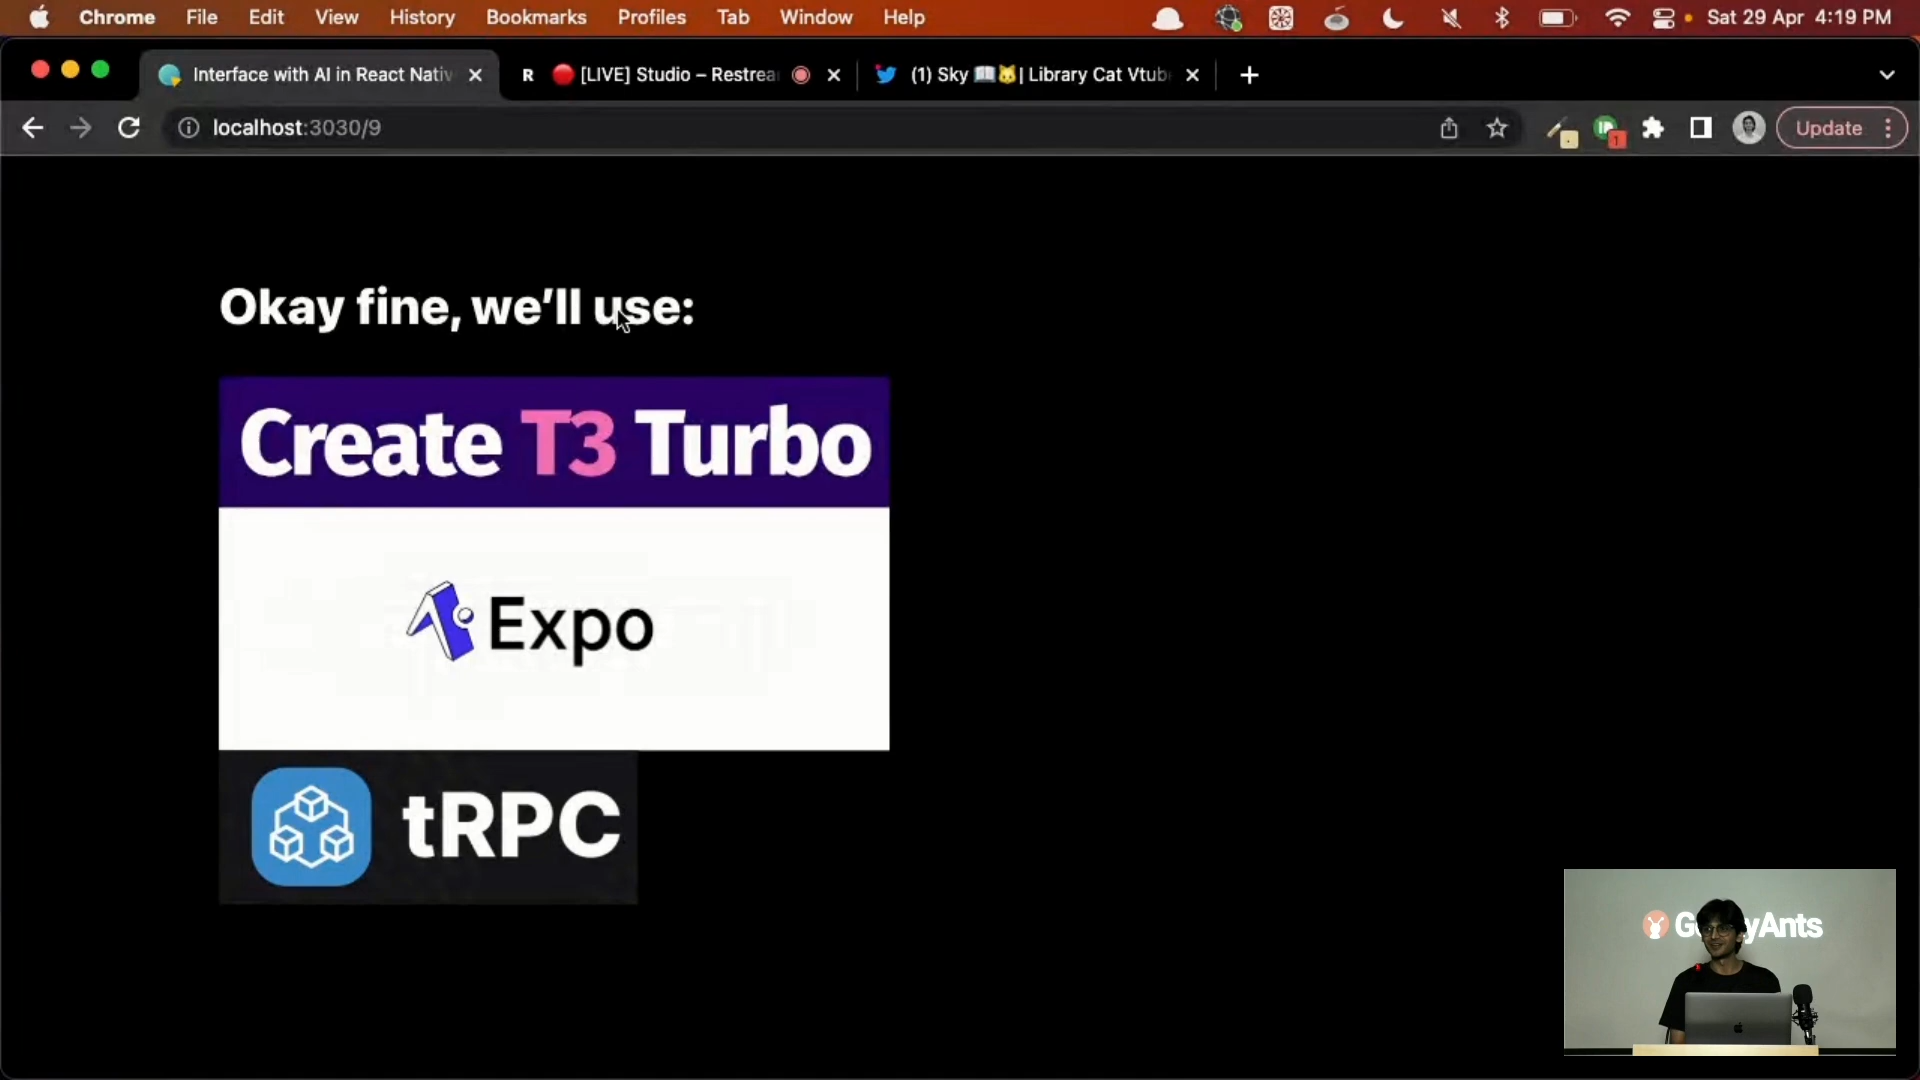 Chrome File Edit View History Bookmarks Profiles Tab Window Help Sat 29 Apr 4:19 PM
Interface with AI in React Nativ R [LIVE] Studio – Restrea (1) Sky 📖🐱| Library Cat Vtub
localhost:3030/9 1 Update
Okay fine, we’ll use:
Create T3 Turbo
Expo
tRPC